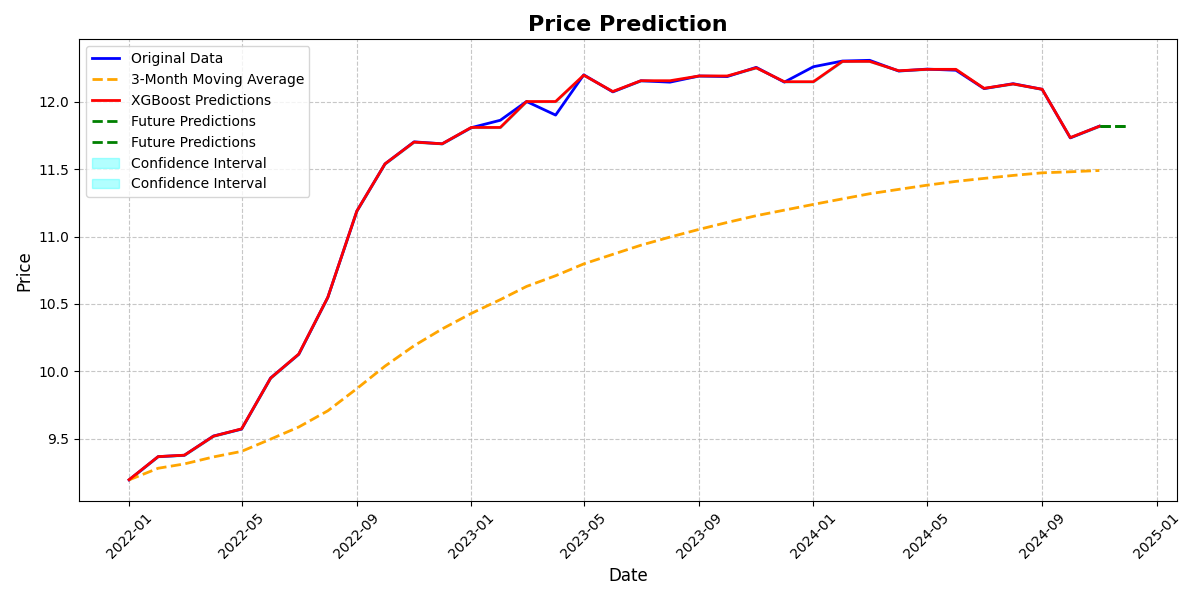 Price Prediction
Original Data
3-Month Moving Average
XGBoost Predictions
Future Predictions
Future Predictions
Confidence Interval
Confidence Interval
Price
12.0
11.5
11.0
10.5
10.0
9.5
2022-01
2022-05
2022-09
2023-01
2023-05
2023-09
2024-01
2024-05
2024-09
2025-01
Date